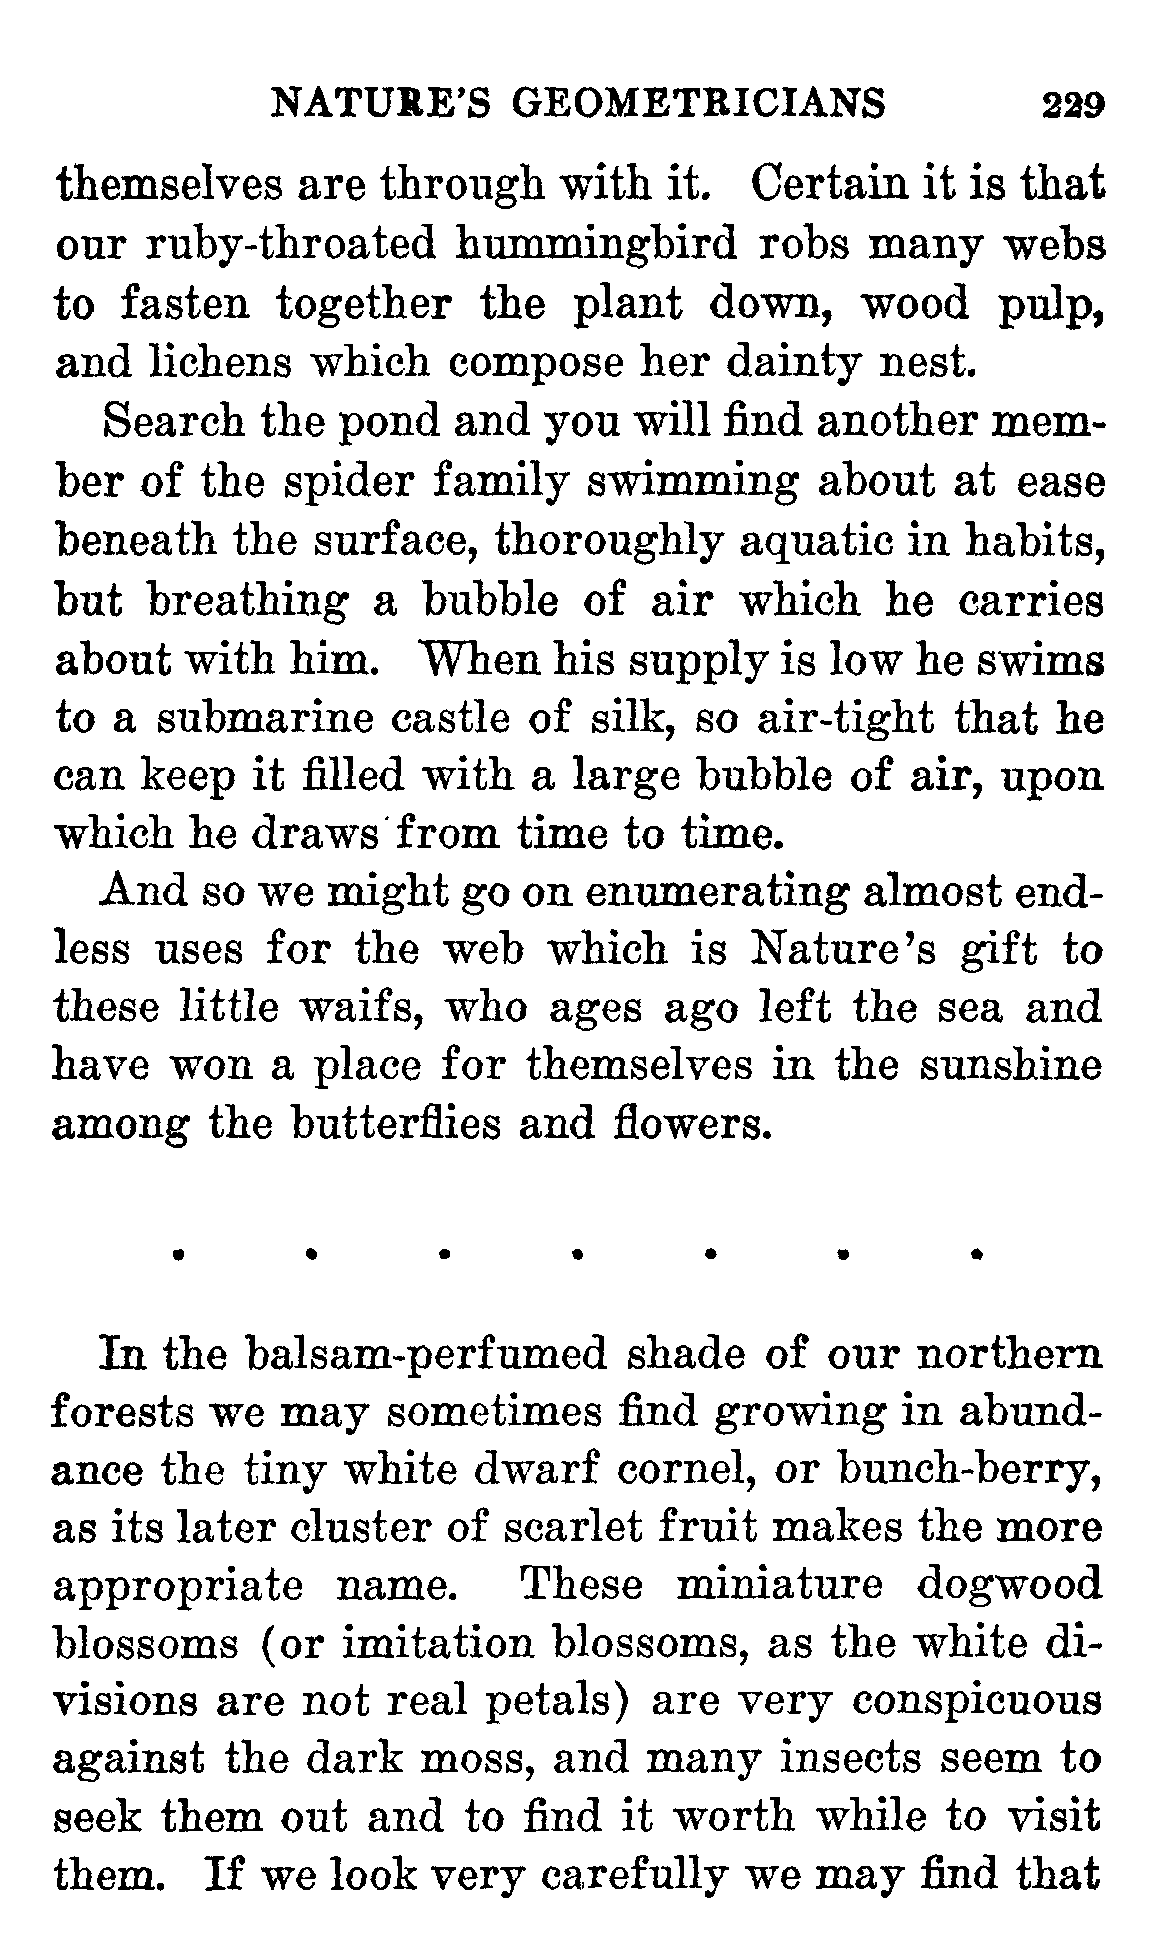 NATURE'S GEOMETRICIANS 229
themselves are through with it. Certain it is that
our ruby-throated hummingbird robs many webs
to fasten together the plant down, wood pulp,
and lichens which compose her dainty nest.
Search the pond and you will find another mem-
ber of the spider family swimming about at ease
beneath the surface, thoroughly aquatic in habits,
but breathing a bubble of air which he carries
about with him. When his supply is low he swims
to a submarine castle of silk, so air-tight that he
can keep it filled with a large bubble of air, upon
which he draws from time to time.
And so we might go on enumerating almost end-
less uses for the web which is Nature's gift to
these little waifs, who ages ago left the sea and
have won a place for themselves in the sunshine
among the butterflies and flowers.
. . . . . . .
In the balsam-perfumed shade of our northern
forests we may sometimes find growing in abund-
ance the tiny white dwarf cornel, or bunch-berry,
as its later cluster of scarlet fruit makes the more
appropriate name. These miniature dogwood
blossoms (or imitation blossoms, as the white di-
visions are not real petals) are very conspicuous
against the dark moss, and many insects seem to
seek them out and to find it worth while to visit
them. If we look very carefully we may find that